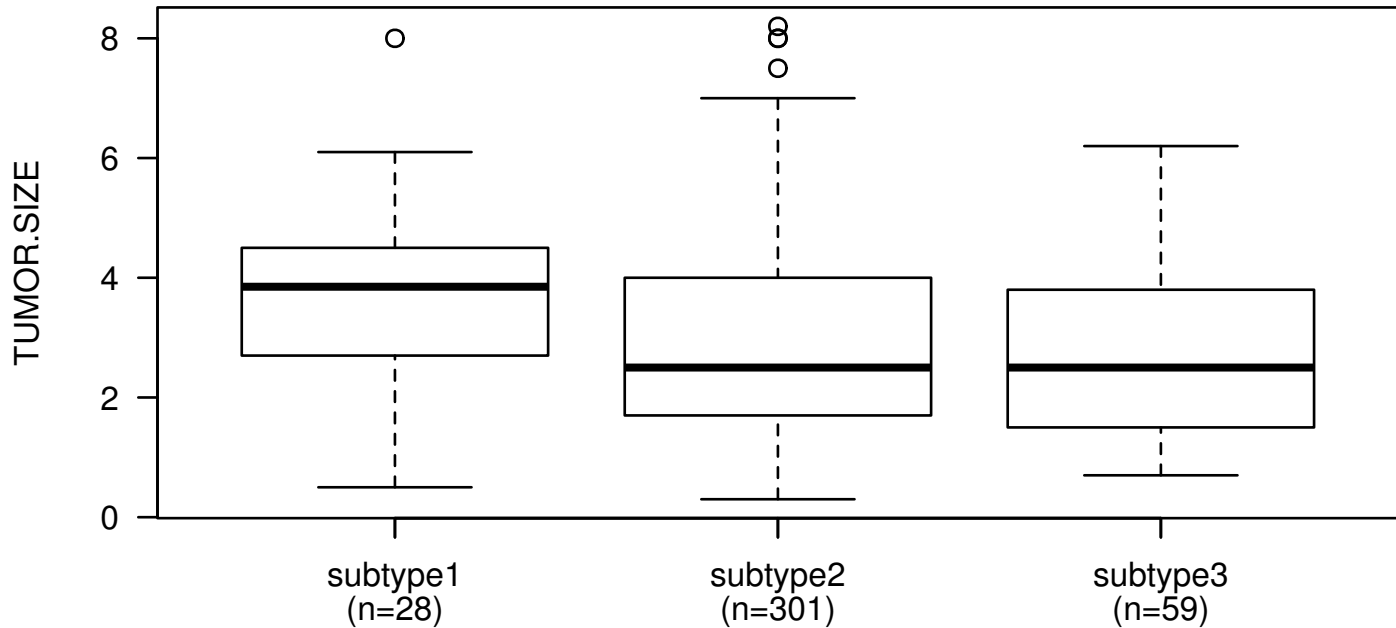 TUMOR.SIZE
8
6
4
2
0
subtype1
(n=28)
subtype2
(n=301)
subtype3
(n=59)